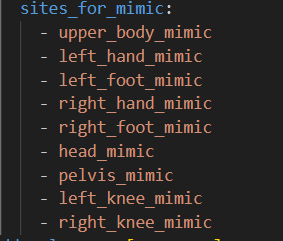 sites_for_mimic:
- upper_body_mimic
- left_hand_mimic
- left_foot_mimic
- right_hand_mimic
- right_foot_mimic
- head_mimic
- pelvis_mimic
- left_knee_mimic
- right_knee_mimic